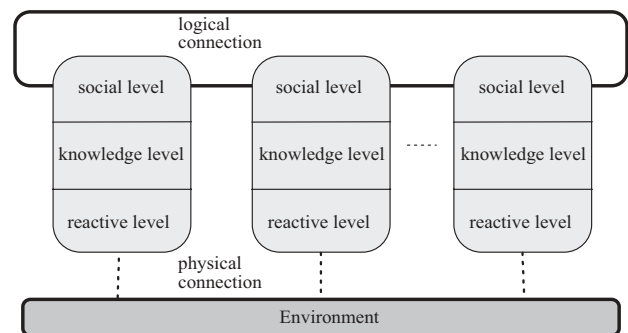 logical
connection
social level
social level
social level
knowledge level
knowledge level
knowledge level
reactive level
reactive level
reactive level
physical
connection
Environment